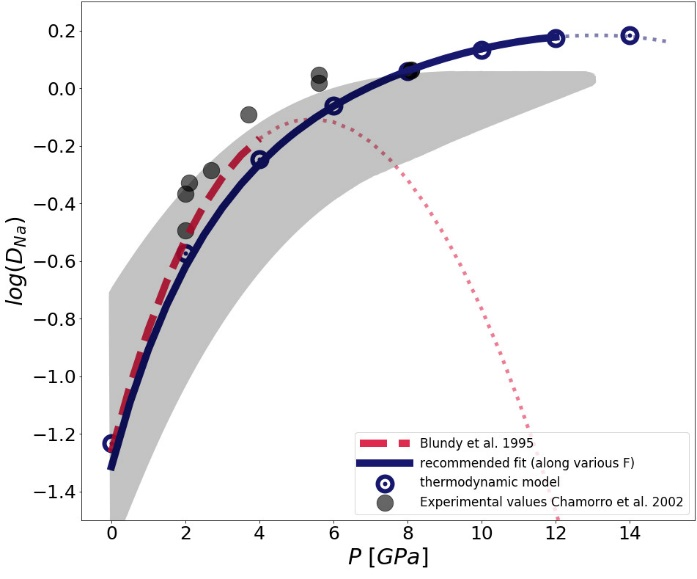 0.2
0.0
−0.2
−0.4
−0.6
−0.8
−1.0
−1.2
−1.4
log(D_Na)
0 2 4 6 8 10 12 14
P [GPa]
Blundy et al. 1995
recommended fit (along various F)
thermodynamic model
Experimental values Chamorro et al. 2002